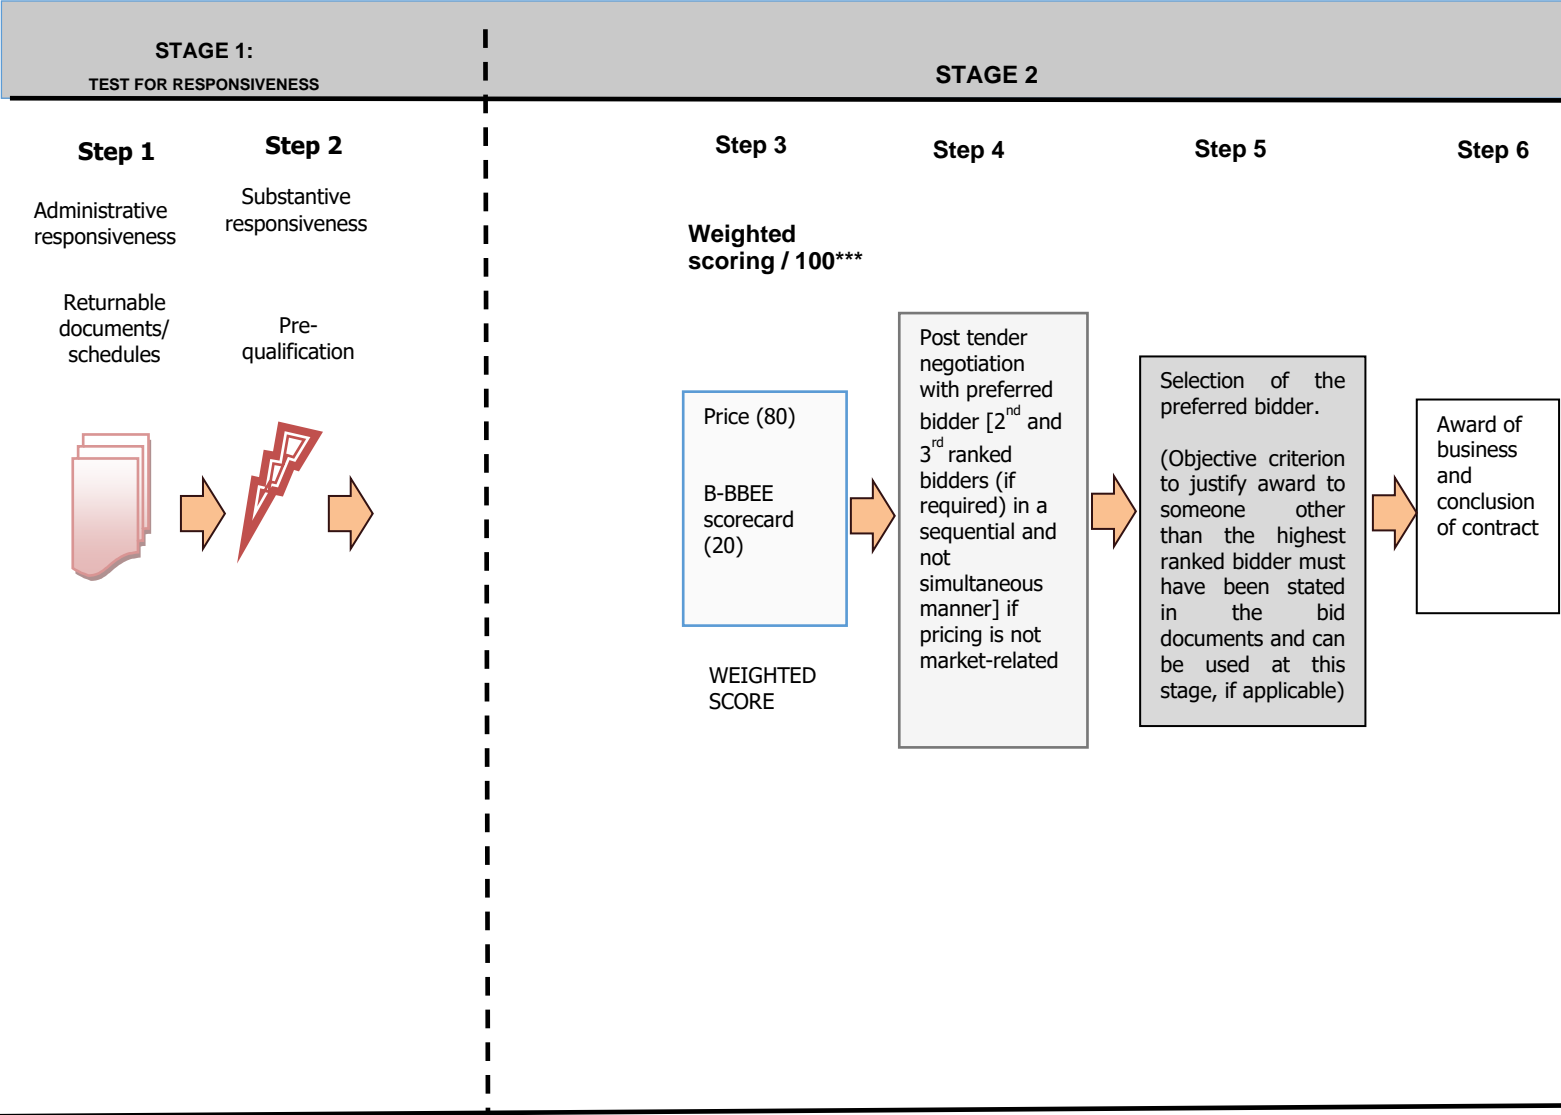 STAGE 1:
TEST FOR RESPONSIVENESS
STAGE 2
Step 1
Administrative
responsiveness
Returnable
documents/
schedules
Step 2
Substantive
responsiveness
Pre-
qualification
Step 3
Weighted
scoring / 100***
Price (80)
B-BBEE
scorecard
(20)
WEIGHTED
SCORE
Step 4
Post tender
negotiation
with preferred
bidder [2nd and
3rd ranked
bidders (if
required) in a
sequential and
not
simultaneous
manner] if
pricing is not
market-related
Step 5
Selection of the
preferred bidder.
(Objective criterion
to justify award to
someone other
than the highest
ranked bidder must
have been stated
in the bid
documents and can
be used at this
stage, if applicable)
Step 6
Award of
business
and
conclusion
of contract